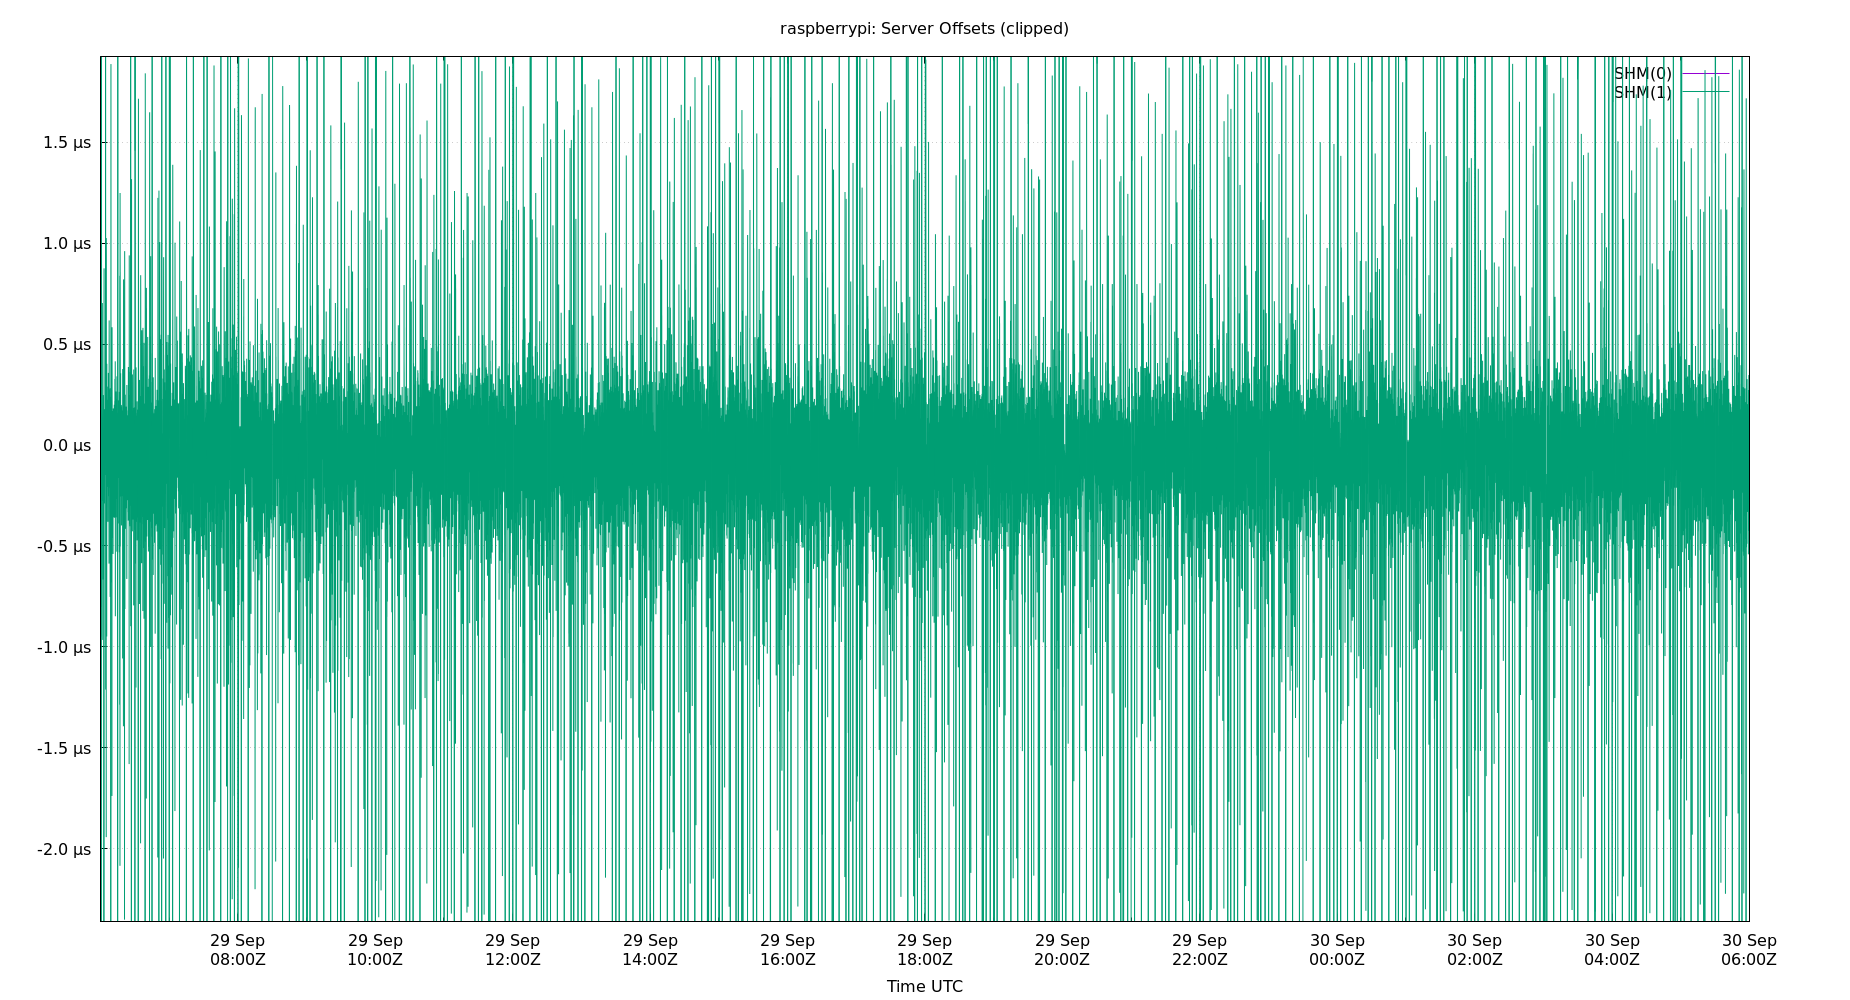 raspberrypi: Server Offsets (clipped)
SHM(0)
SHM(1)
1.5 µs
1.0 µs
0.5 µs
0.0 µs
-0.5 µs
-1.0 µs
-1.5 µs
-2.0 µs
29 Sep 29 Sep 29 Sep 29 Sep 29 Sep 29 Sep 29 Sep 29 Sep 30 Sep 30 Sep 30 Sep 30 Sep
08:00Z 10:00Z 12:00Z 14:00Z 16:00Z 18:00Z 20:00Z 22:00Z 00:00Z 02:00Z 04:00Z 06:00Z
Time UTC